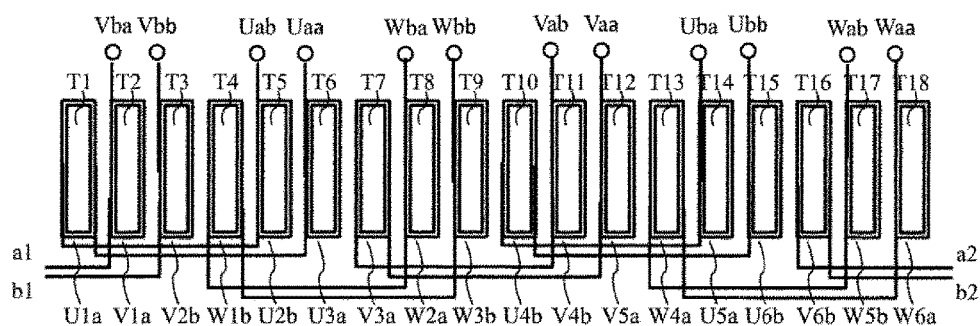 Vba Vbb Uab Uaa Wba Wbb Vab Vaa Uba Ubb Wab Waa
T1 T2 T3 T4 T5 T6 T7 T8 T9 T10 T11 T12 T13 T14 T15 T16 T17 T18
a1 a2
b1 b2
U1a V1a V2b W1b U2b U3a V3a W2a W3b U4b V4b V5a W4a U5a U6b V6b W5b W6a